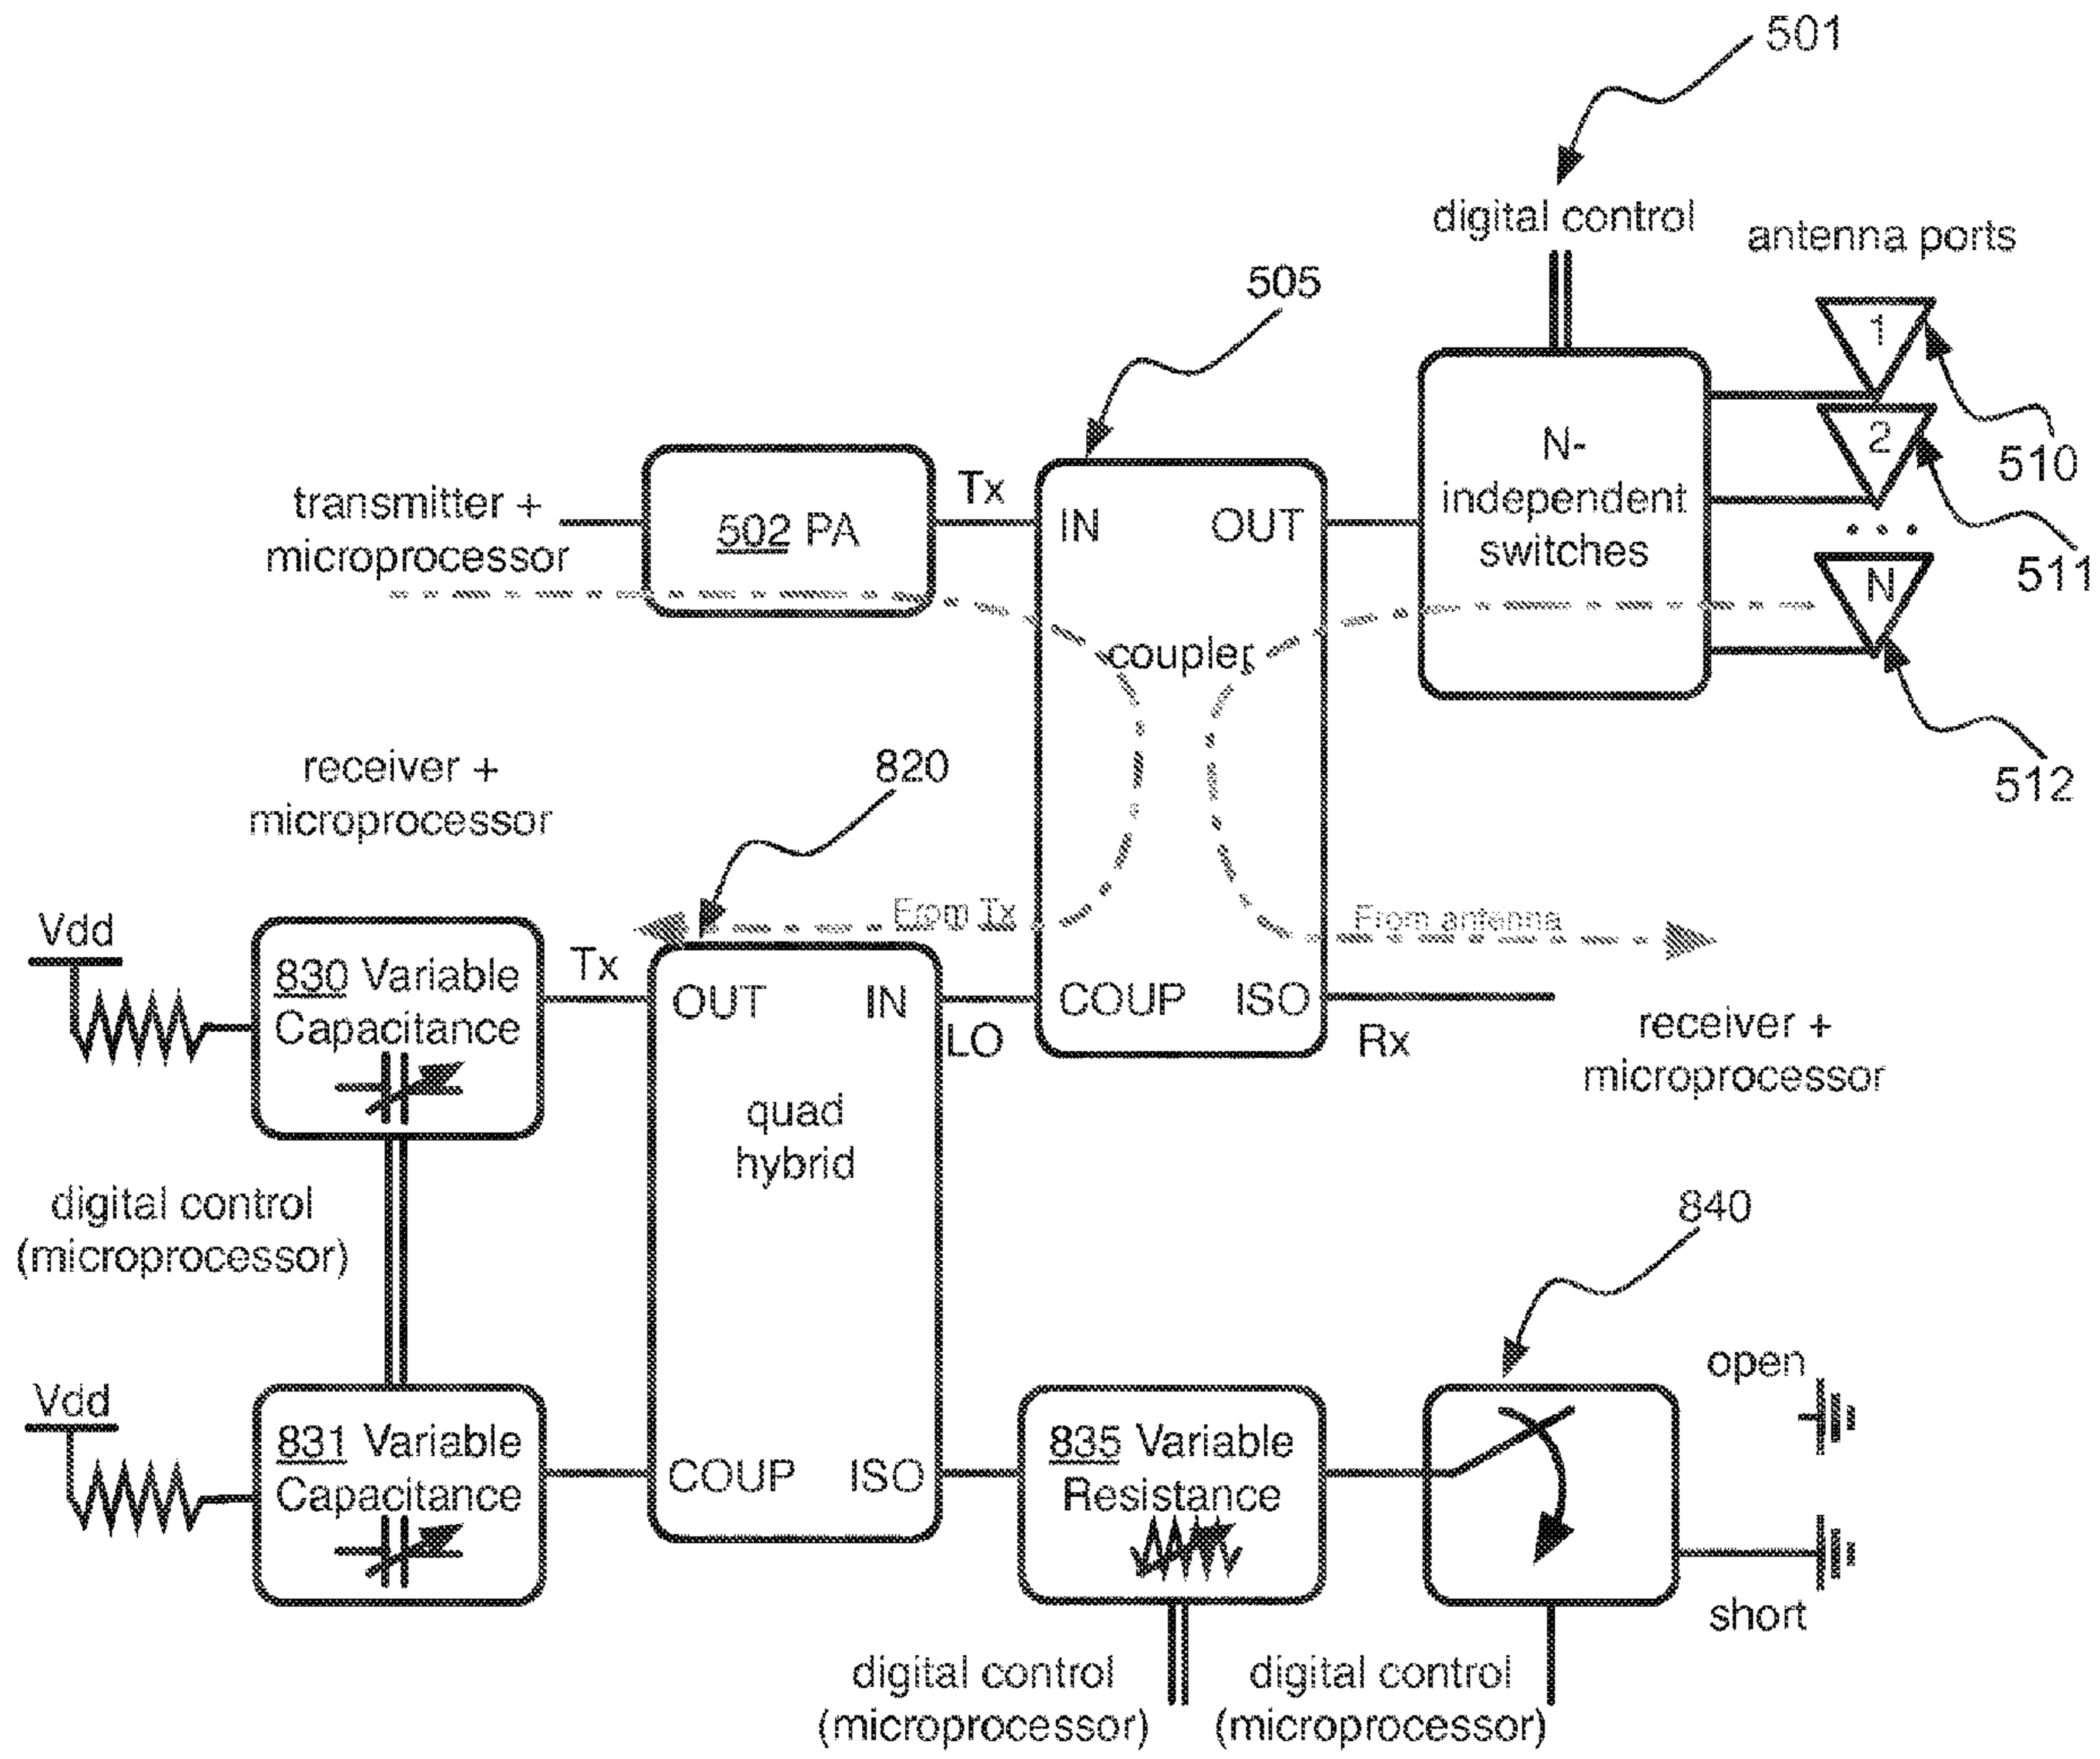 501
digital control
antenna ports
505
1
2
N
510
511
512
N-
independent
switches
transmitter +
microprocessor
502 PA
Tx
IN
OUT
coupler
receiver +
microprocessor
820
From Tx
From antenna
Vdd
830 Variable
Capacitance
Tx
OUT
IN
LO
COUP
ISO
Rx
receiver +
microprocessor
quad
hybrid
digital control
(microprocessor)
840
open
Vdd
831 Variable
Capacitance
COUP
ISO
835 Variable
Resistance
short
digital control
(microprocessor)
digital control
(microprocessor)